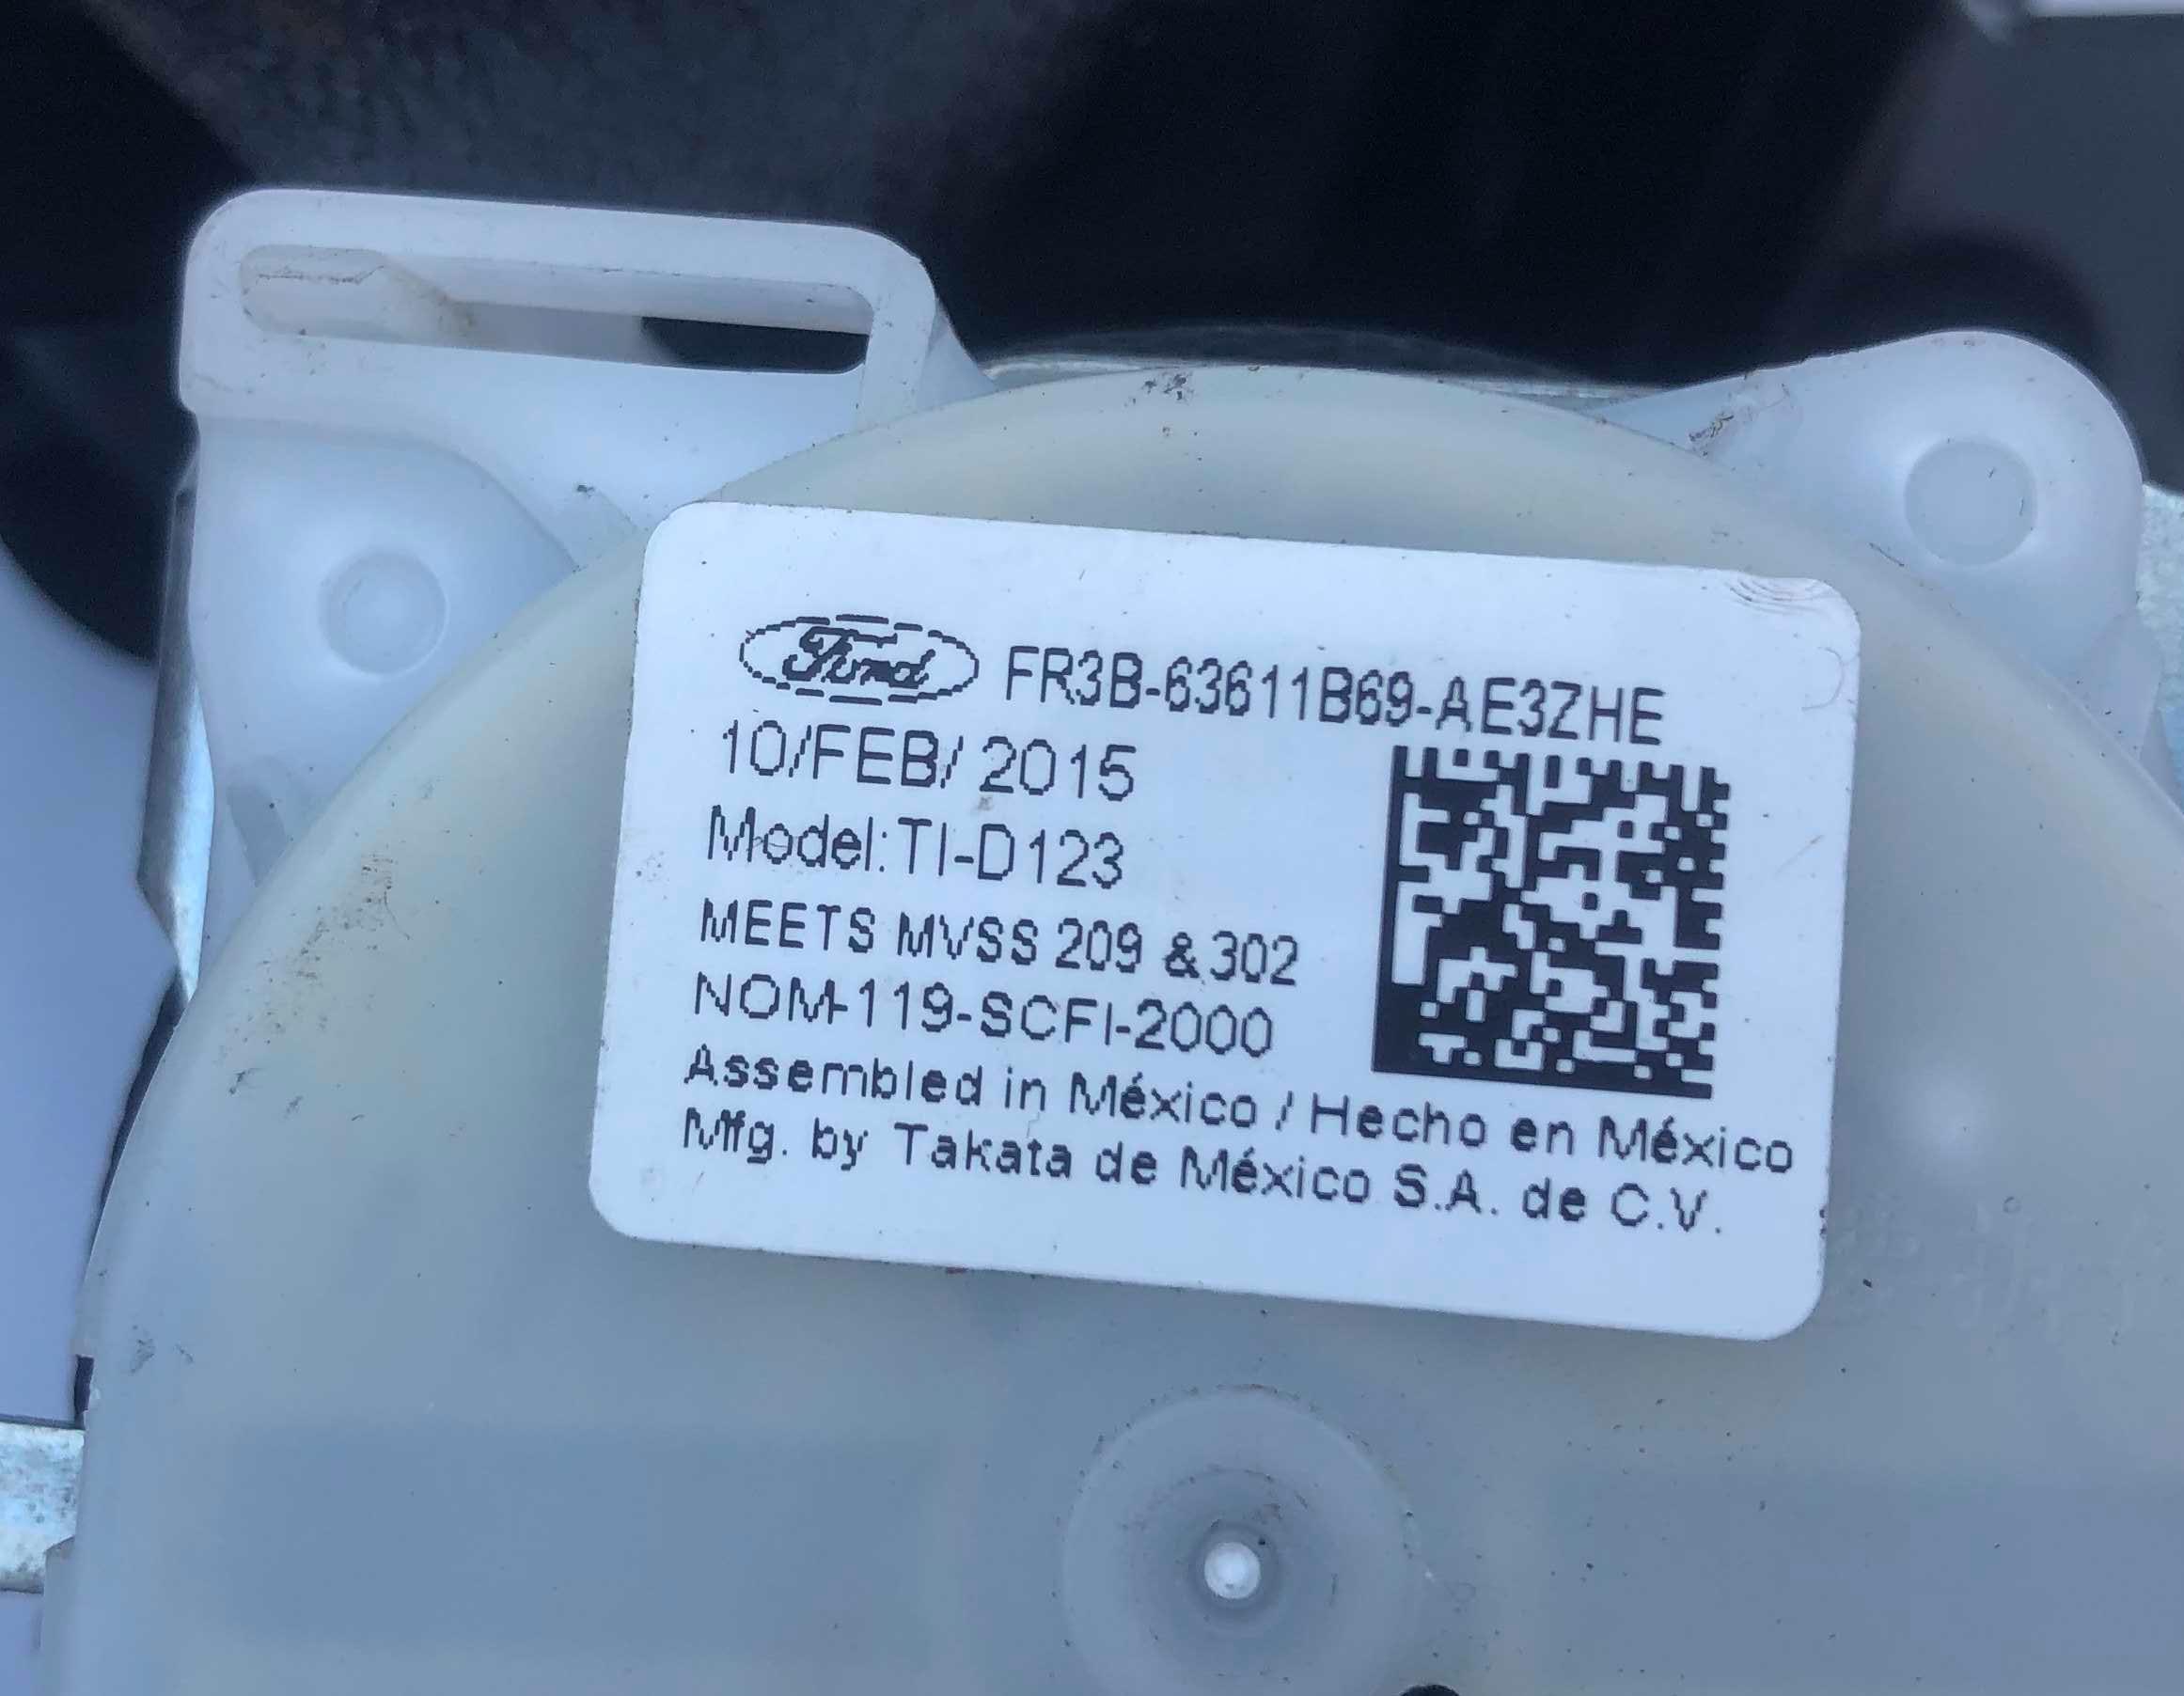 Ford FR3B-63611B69-AE3ZHE
10/FEB/ 2015
Model: TI-D123
MEETS MVSS 209 & 302
NOM-119-SCFI-2000
Assembled in México / Hecho en México
Mfg. by Takata de México S.A. de C.V.